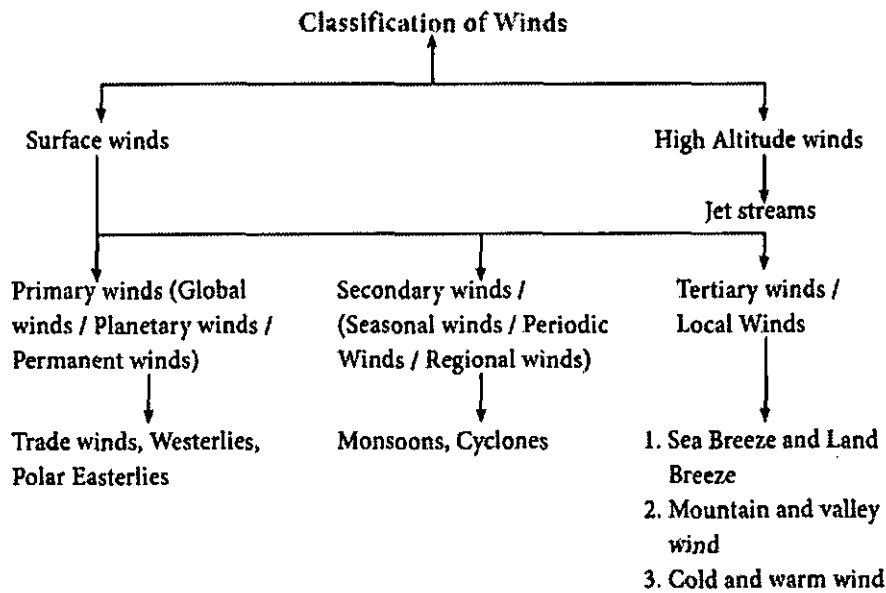 Classification of Winds
Surface winds
High Altitude winds
Jet streams
Primary winds (Global
winds / Planetary winds /
Permanent winds)
Secondary winds /
(Seasonal winds / Periodic
Winds / Regional winds)
Tertiary winds /
Local Winds
Trade winds, Westerlies,
Polar Easterlies
Monsoons, Cyclones
1. Sea Breeze and Land
Breeze
2. Mountain and valley
wind
3. Cold and warm wind